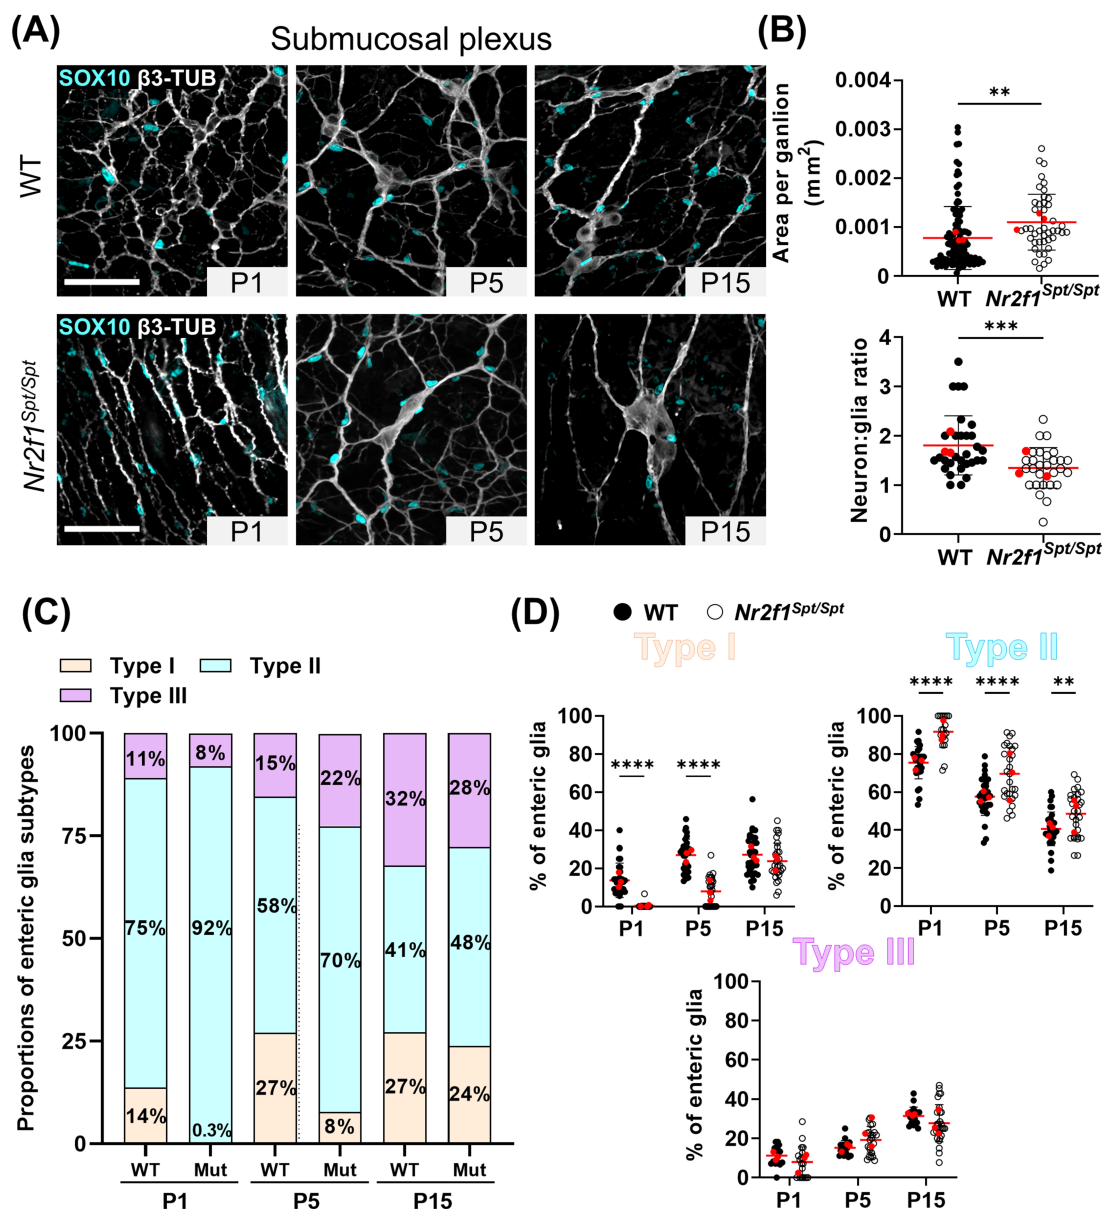 (A)
Submucosal plexus
WT
SOX10 β3-TUB
P1
P5
P15
Nr2f1Spt/Spt
SOX10 β3-TUB
P1
P5
P15
(B)
Area per ganlion
(mm2)
0.004
0.003
0.002
0.001
0
**
WT
Nr2f1Spt/Spt
Neuron:glia ratio
4
3
2
1
0
***
WT
Nr2f1Spt/Spt
(C)
Type I
Type II
Type III
Proportions of enteric glia subtypes
100
75
50
25
0
11%
75%
14%
8%
92%
0.3%
15%
58%
27%
22%
70%
8%
32%
41%
27%
28%
48%
24%
WT
Mut
WT
Mut
WT
Mut
P1
P5
P15
(D)
WT
Nr2f1Spt/Spt
Type I
% of enteric glia
100
80
60
40
20
0
****
****
P1
P5
P15
Type II
% of enteric glia
100
80
60
40
20
0
****
****
**
P1
P5
P15
Type III
% of enteric glia
100
80
60
40
20
0
P1
P5
P15